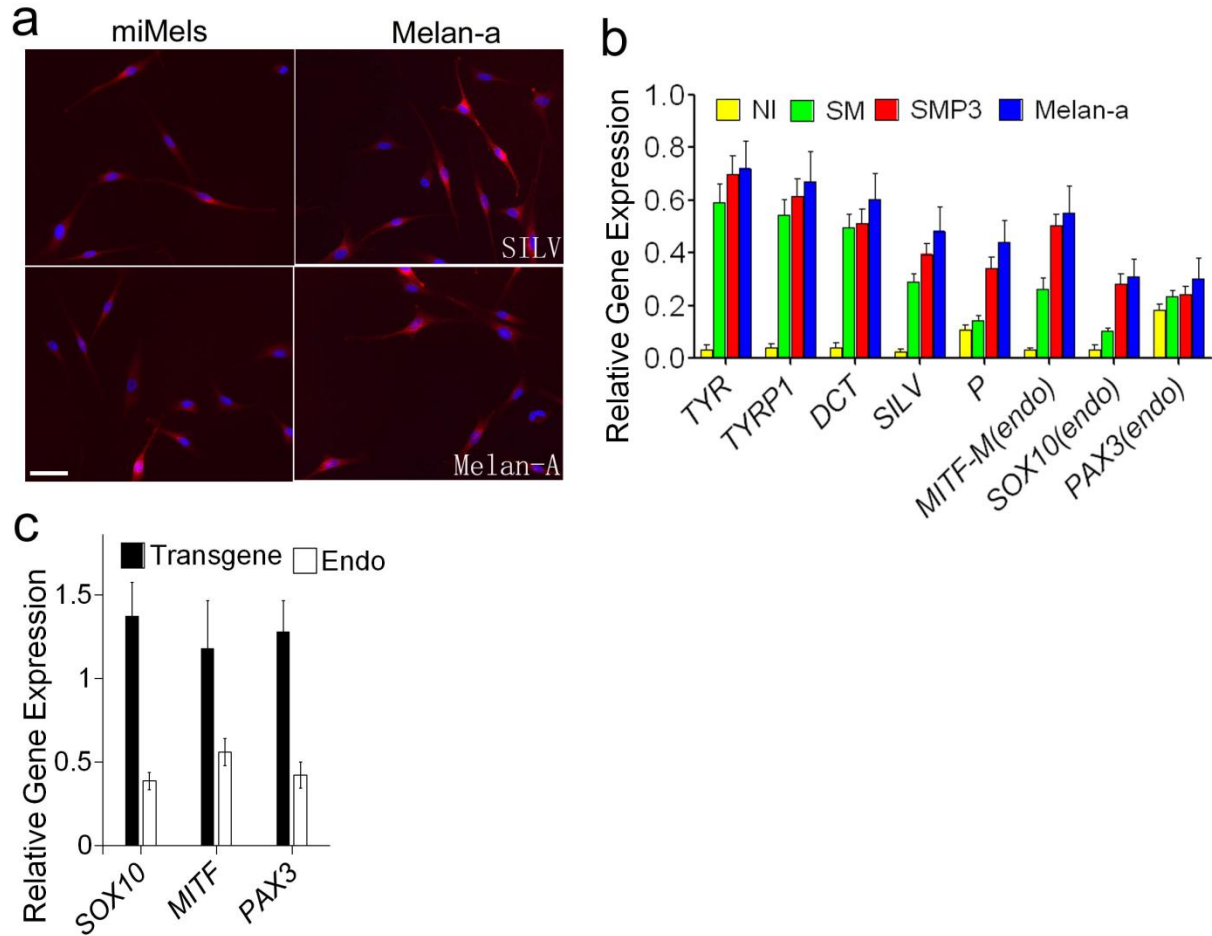 a
miMels Melan-a
SILV
Melan-A
b
Relative Gene Expression
1.0
0.8
0.6
0.4
0.2
0.0
NI SM SMP3 Melan-a
TYR TYRP1 DCT SILV P MITF-M(endo) SOX10(endo) PAX3(endo)
c
Relative Gene Expression
Transgene Endo
1.5
1
0.5
0
SOX10 MITF PAX3